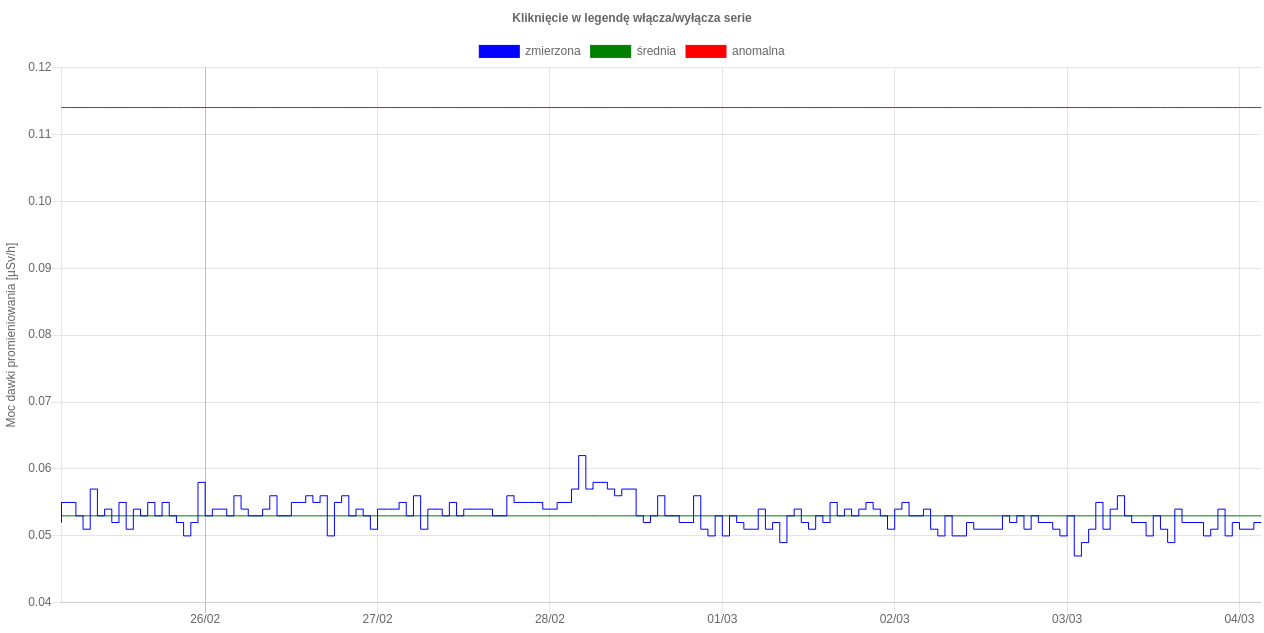 Kliknięcie w legendę włącza/wyłącza serie
zmierzona średnia anomalna
Moc dawki promieniowania [µSv/h]
0.12
0.11
0.10
0.09
0.08
0.07
0.06
0.05
0.04
26/02 27/02 28/02 01/03 02/03 03/03 04/03